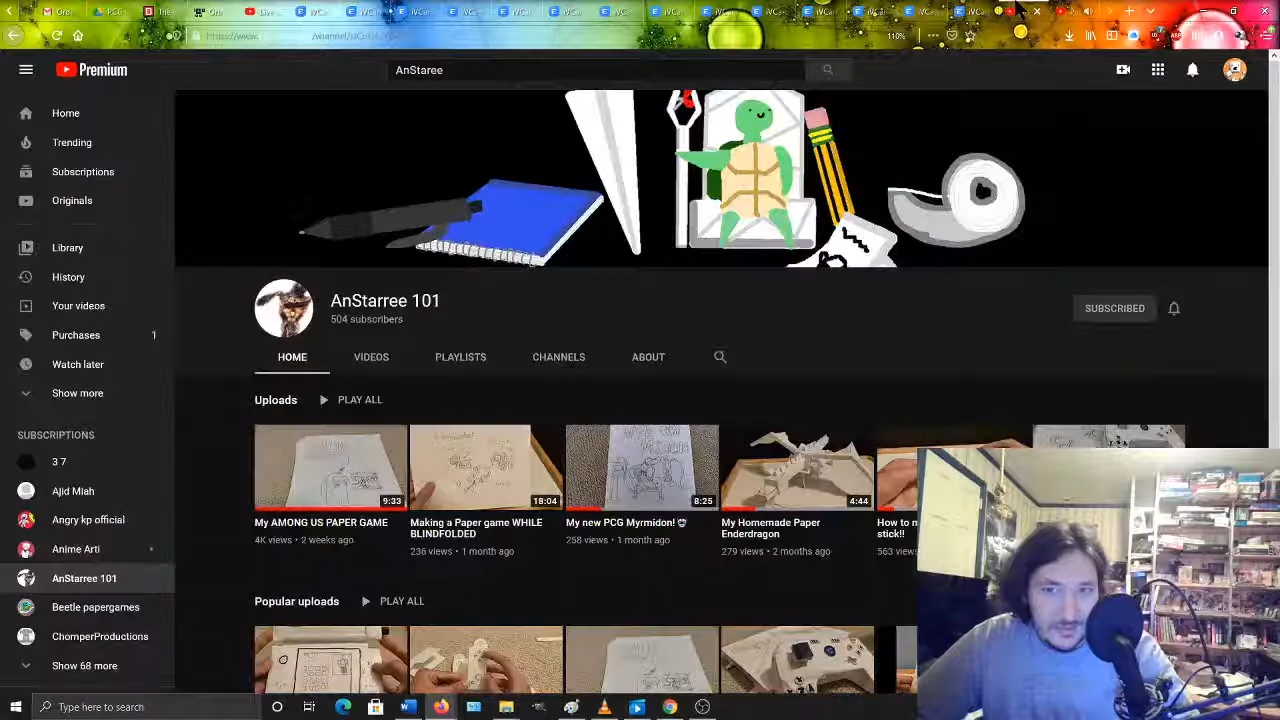 110%
Premium
AnStaree
Home
Trending
Subscriptions
Originals
Library
History
Your videos
Purchases 1
Watch later
Show more
SUBSCRIPTIONS
3 7
Ajid Miah
Angry kp official
Anime Arti
AnStarree 101
Beetle papergames
ChomperProductions
Show 68 more
AnStarree 101
504 subscribers
SUBSCRIBED
HOME VIDEOS PLAYLISTS CHANNELS ABOUT
Uploads PLAY ALL
9:33 18:04 8:25 4:44
My AMONG US PAPER GAME
4K views • 2 weeks ago
Making a Paper game WHILE
BLINDFOLDED
236 views • 1 month ago
My new PCG Myrmidon!
258 views • 1 month ago
My Homemade Paper
Enderdragon
279 views • 2 months ago
How to m
stick!!
563 views
Popular uploads PLAY ALL
Type here to search